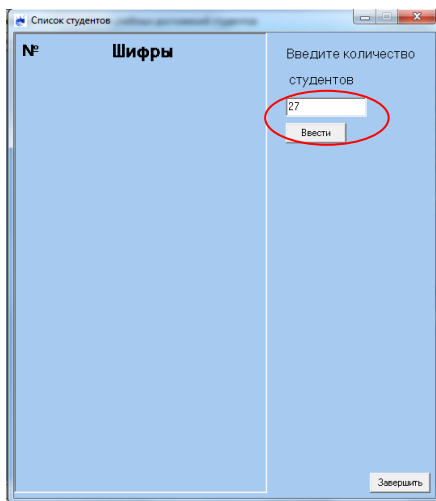 Список студентов
№ Шифры
Введите количество
студентов
27
Ввести
Завершить